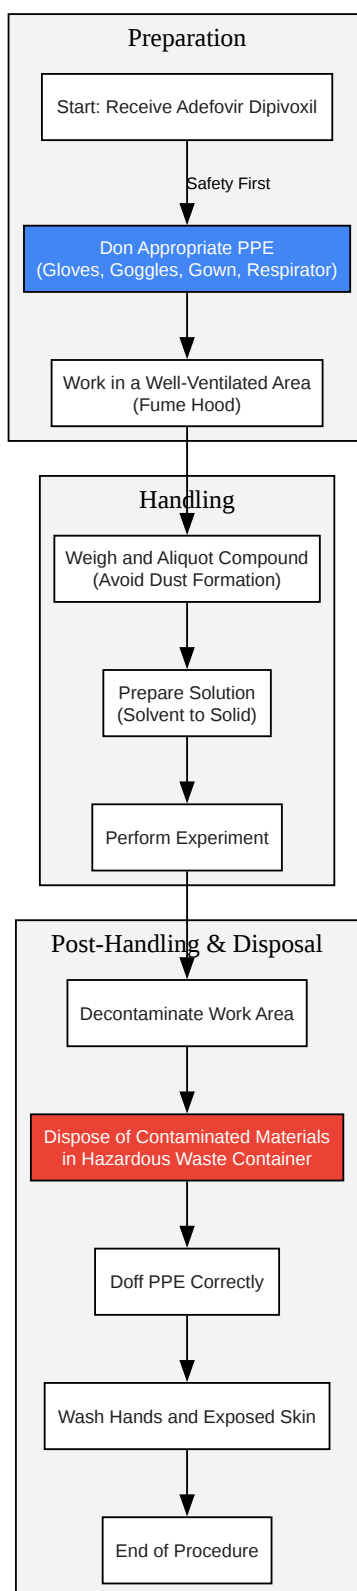 Preparation
Start: Receive Adefovir Dipivoxil
Safety First
Don Appropriate PPE
(Gloves, Goggles, Gown, Respirator)
Work in a Well-Ventilated Area
(Fume Hood)
Handling
Weigh and Aliquot Compound
(Avoid Dust Formation)
Prepare Solution
(Solvent to Solid)
Perform Experiment
Post-Handling & Disposal
Decontaminate Work Area
Dispose of Contaminated Materials
in Hazardous Waste Container
Doff PPE Correctly
Wash Hands and Exposed Skin
End of Procedure